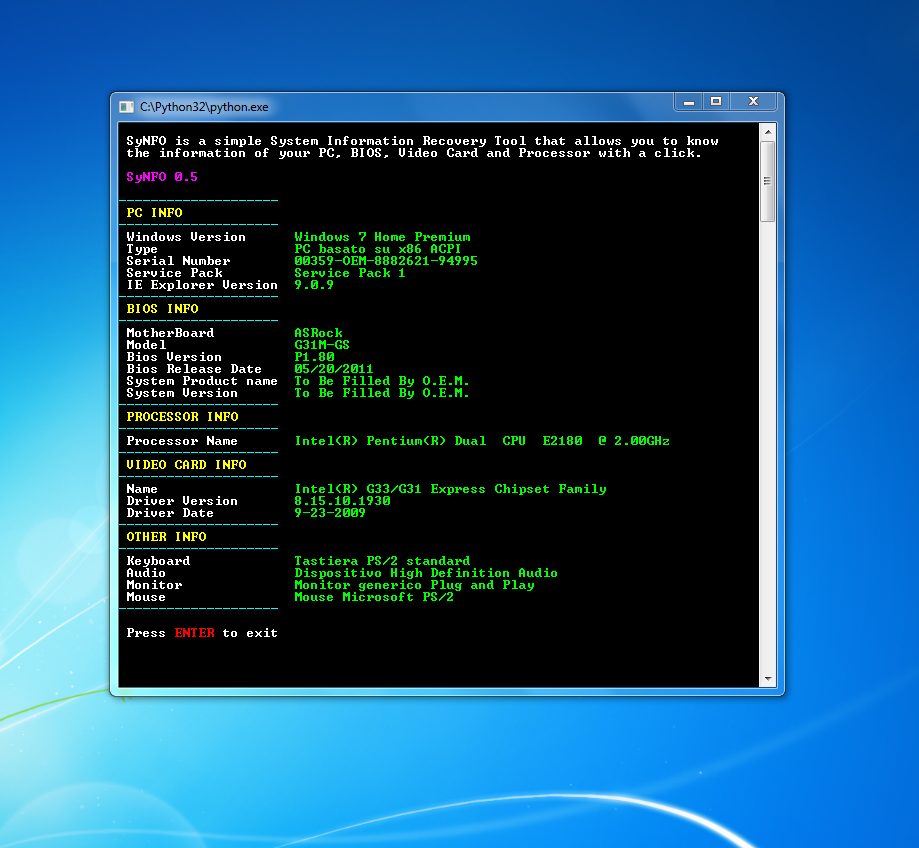 C:\Python32\python.exe
SyNFO is a simple System Information Recovery Tool that allows you to know
the information of your PC, BIOS, Video Card and Processor with a click.
SyNFO 0.5
PC INFO
Windows Version Windows 7 Home Premium
Type PC basato su x86 ACPI
Serial Number 00359-OEM-8882621-94995
Service Pack Service Pack 1
IE Explorer Version 9.0.9
BIOS INFO
MotherBoard ASRock
Model G31M-GS
Bios Version P1.80
Bios Release Date 05/20/2011
System Product name To Be Filled By O.E.M.
System Version To Be Filled By O.E.M.
PROCESSOR INFO
Processor Name Intel(R) Pentium(R) Dual  CPU  E2180  @ 2.00GHz
VIDEO CARD INFO
Name Intel(R) G33/G31 Express Chipset Family
Driver Version 8.15.10.1930
Driver Date 9-23-2009
OTHER INFO
Keyboard Tastiera PS/2 standard
Audio Dispositivo High Definition Audio
Monitor Monitor generico Plug and Play
Mouse Mouse Microsoft PS/2
Press ENTER to exit